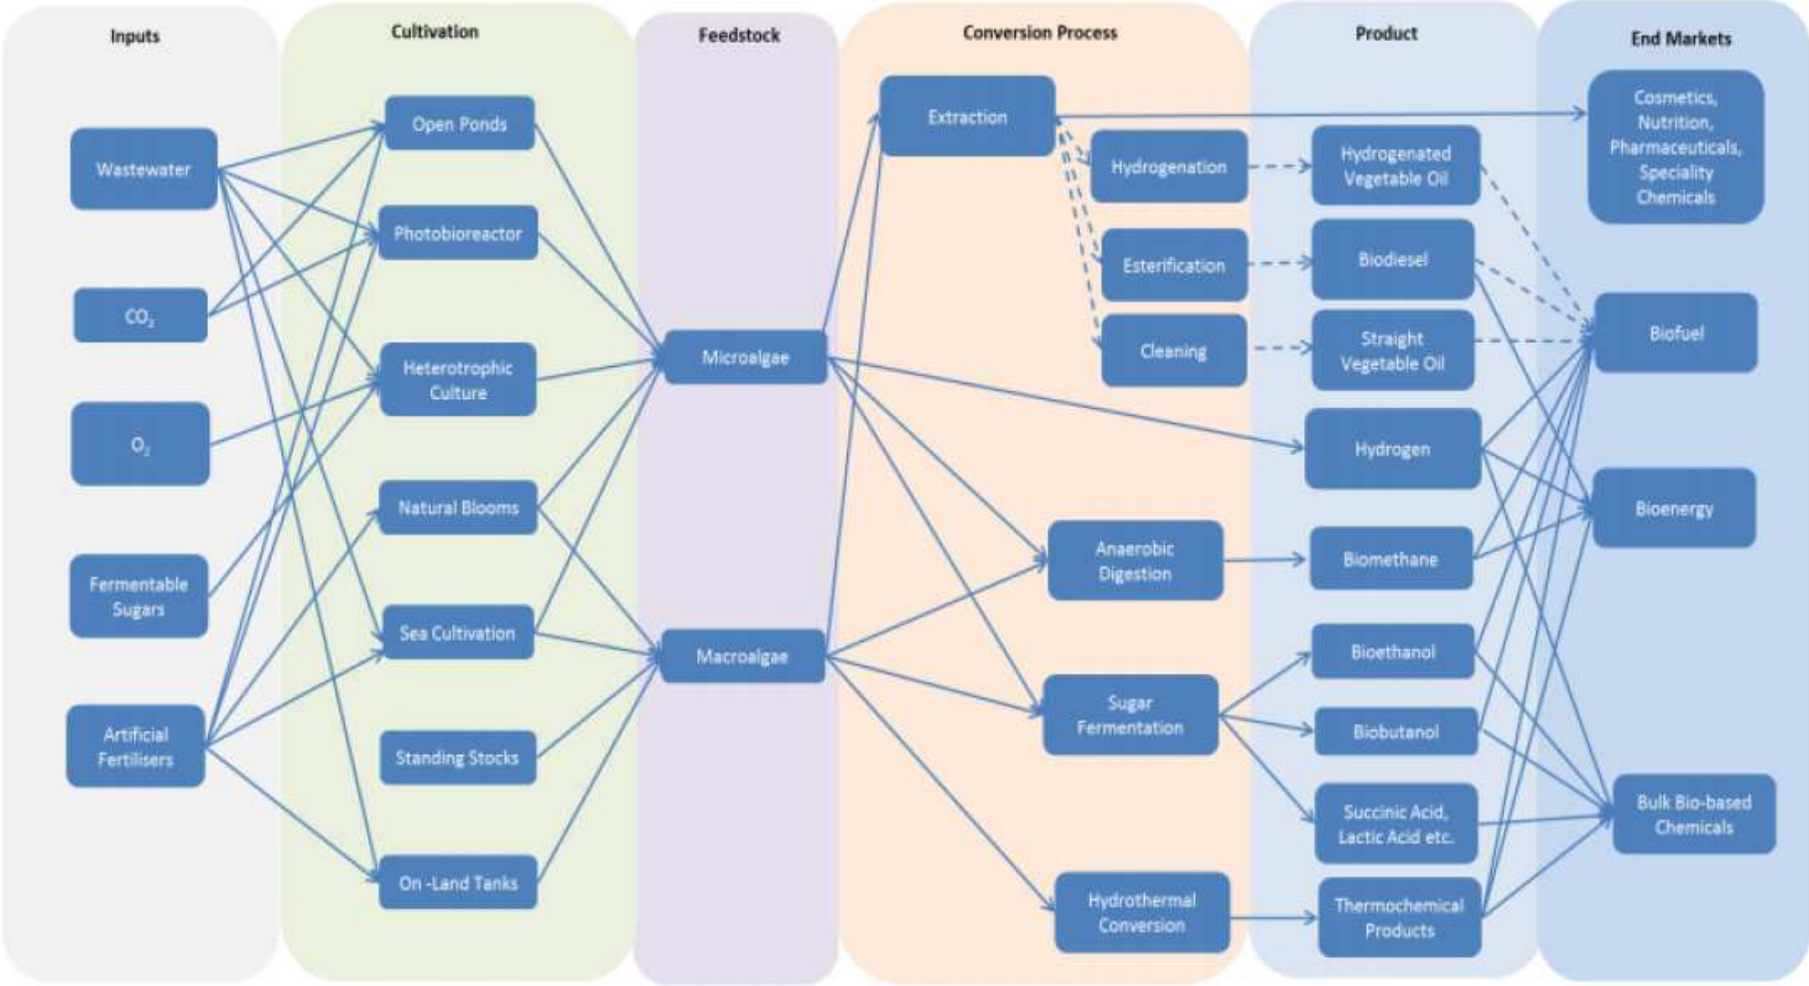 Inputs
Cultivation
Feedstock
Conversion Process
Product
End Markets
Wastewater
CO₂
O₂
Fermentable
Sugars
Artificial
Fertilisers
Open Ponds
Photobioreactor
Heterotrophic
Culture
Natural Blooms
Sea Cultivation
Standing Stocks
On -Land Tanks
Microalgae
Macroalgae
Extraction
Hydrogenation
Esterification
Cleaning
Anaerobic
Digestion
Sugar
Fermentation
Hydrothermal
Conversion
Hydrogenated
Vegetable Oil
Biodiesel
Straight
Vegetable Oil
Hydrogen
Biomethane
Bioethanol
Biobutanol
Succinic Acid,
Lactic Acid etc.
Thermochemical
Products
Cosmetics,
Nutrition,
Pharmaceuticals,
Speciality
Chemicals
Biofuel
Bioenergy
Bulk Bio-based
Chemicals